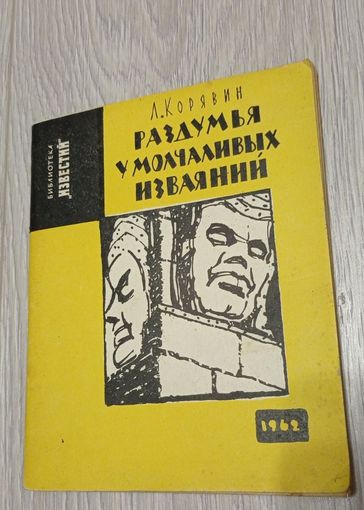 БИБЛИОТЕКА
„ИЗВЕСТИЙ"
Л. КОРЯВИН
РАЗДУМЬЯ
У МОЛЧАЛИВЫХ
ИЗВАЯНИЙ
1962